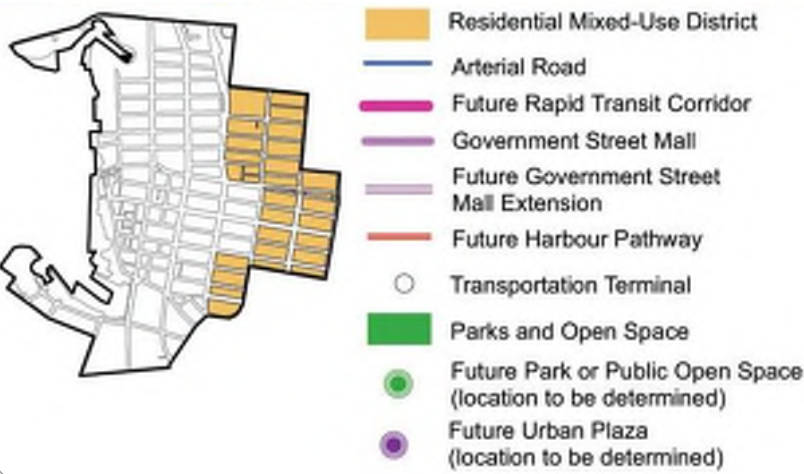 Residential Mixed-Use District
Arterial Road
Future Rapid Transit Corridor
Government Street Mall
Future Government Street
Mall Extension
Future Harbour Pathway
Transportation Terminal
Parks and Open Space
Future Park or Public Open Space
(location to be determined)
Future Urban Plaza
(location to be determined)